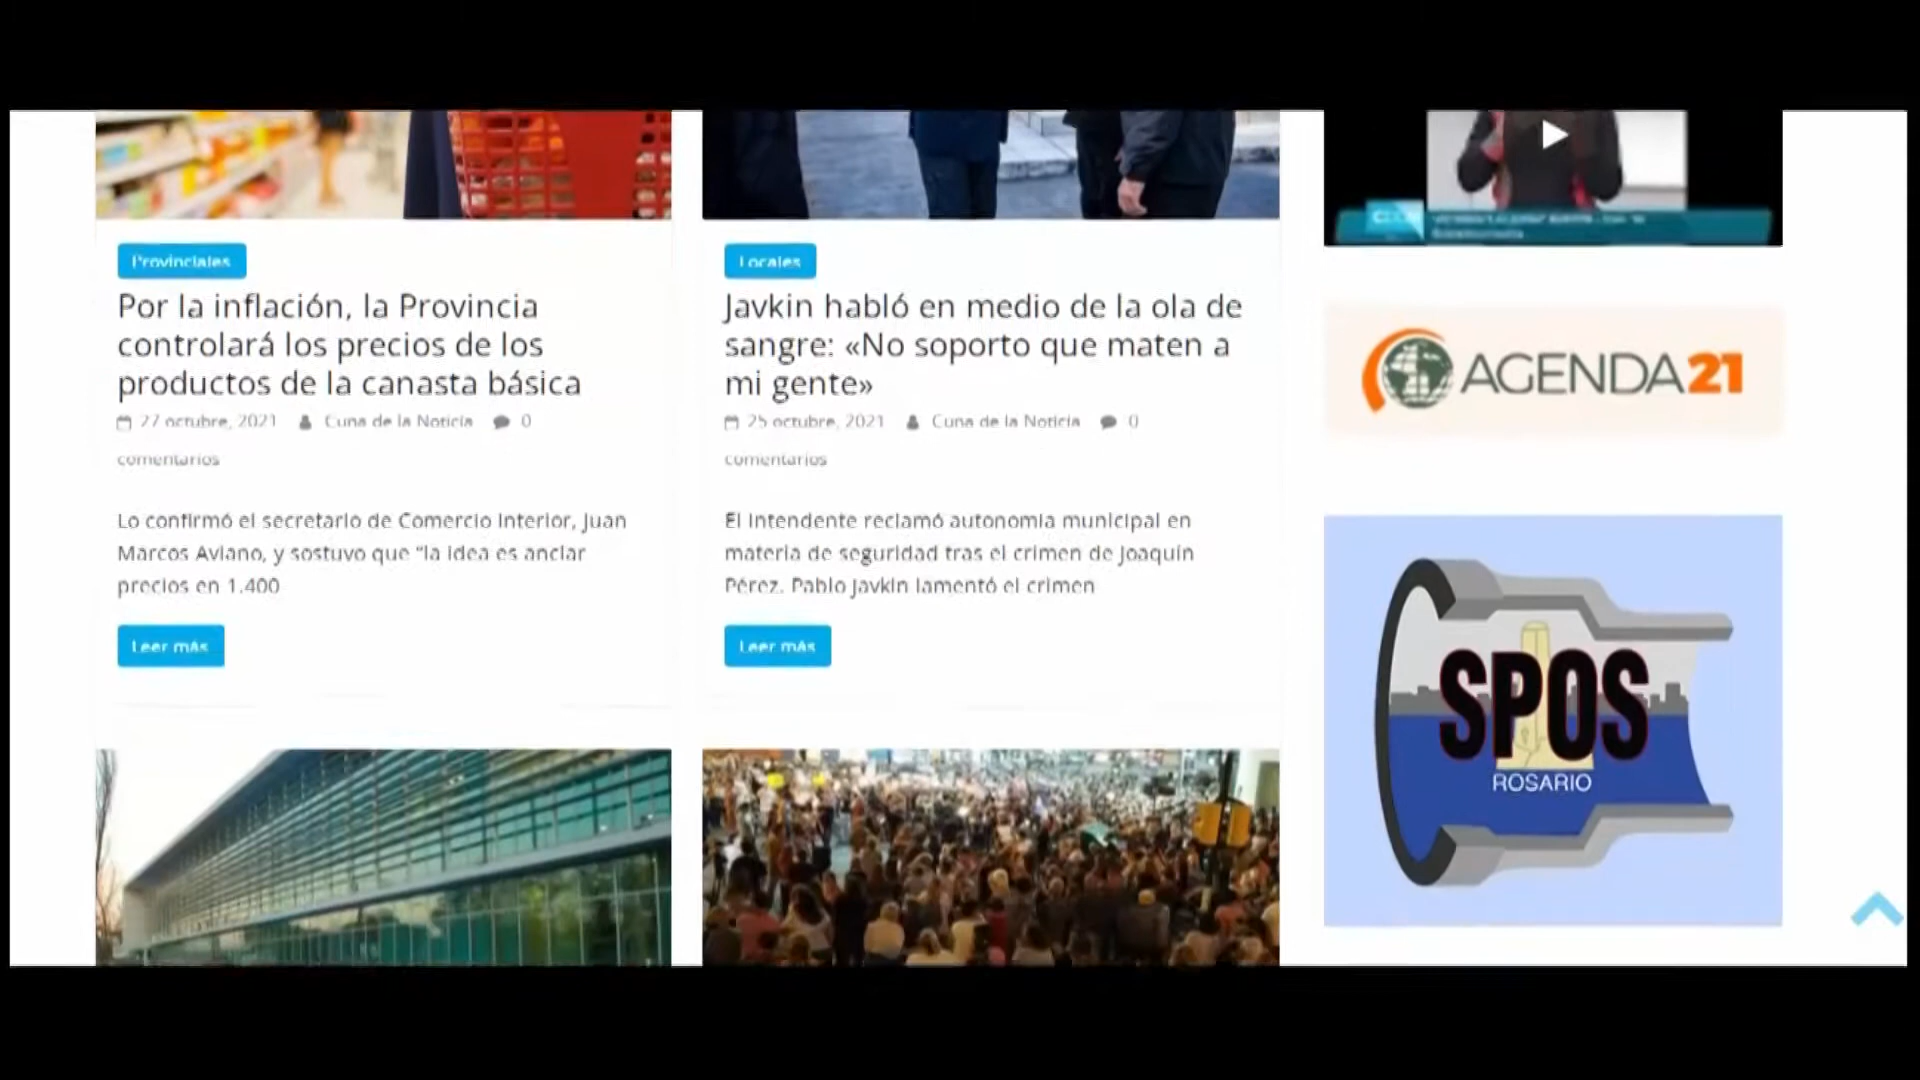 Provinciales
Por la inflación, la Provincia
controlará los precios de los
productos de la canasta básica
27 octubre, 2021 Cuna de la Noticia 0
comentarios
Lo confirmó el secretario de Comercio Interior, Juan
Marcos Aviano, y sostuvo que “la idea es anclar
precios en 1.400
Leer más
Locales
Javkin habló en medio de la ola de
sangre: «No soporto que maten a
mi gente»
25 octubre, 2021 Cuna de la Noticia 0
comentarios
El Intendente reclamó autonomía municipal en
materia de seguridad tras el crimen de Joaquín
Pérez. Pablo Javkin lamentó el crimen
Leer más
AGENDA21
SPOS
ROSARIO